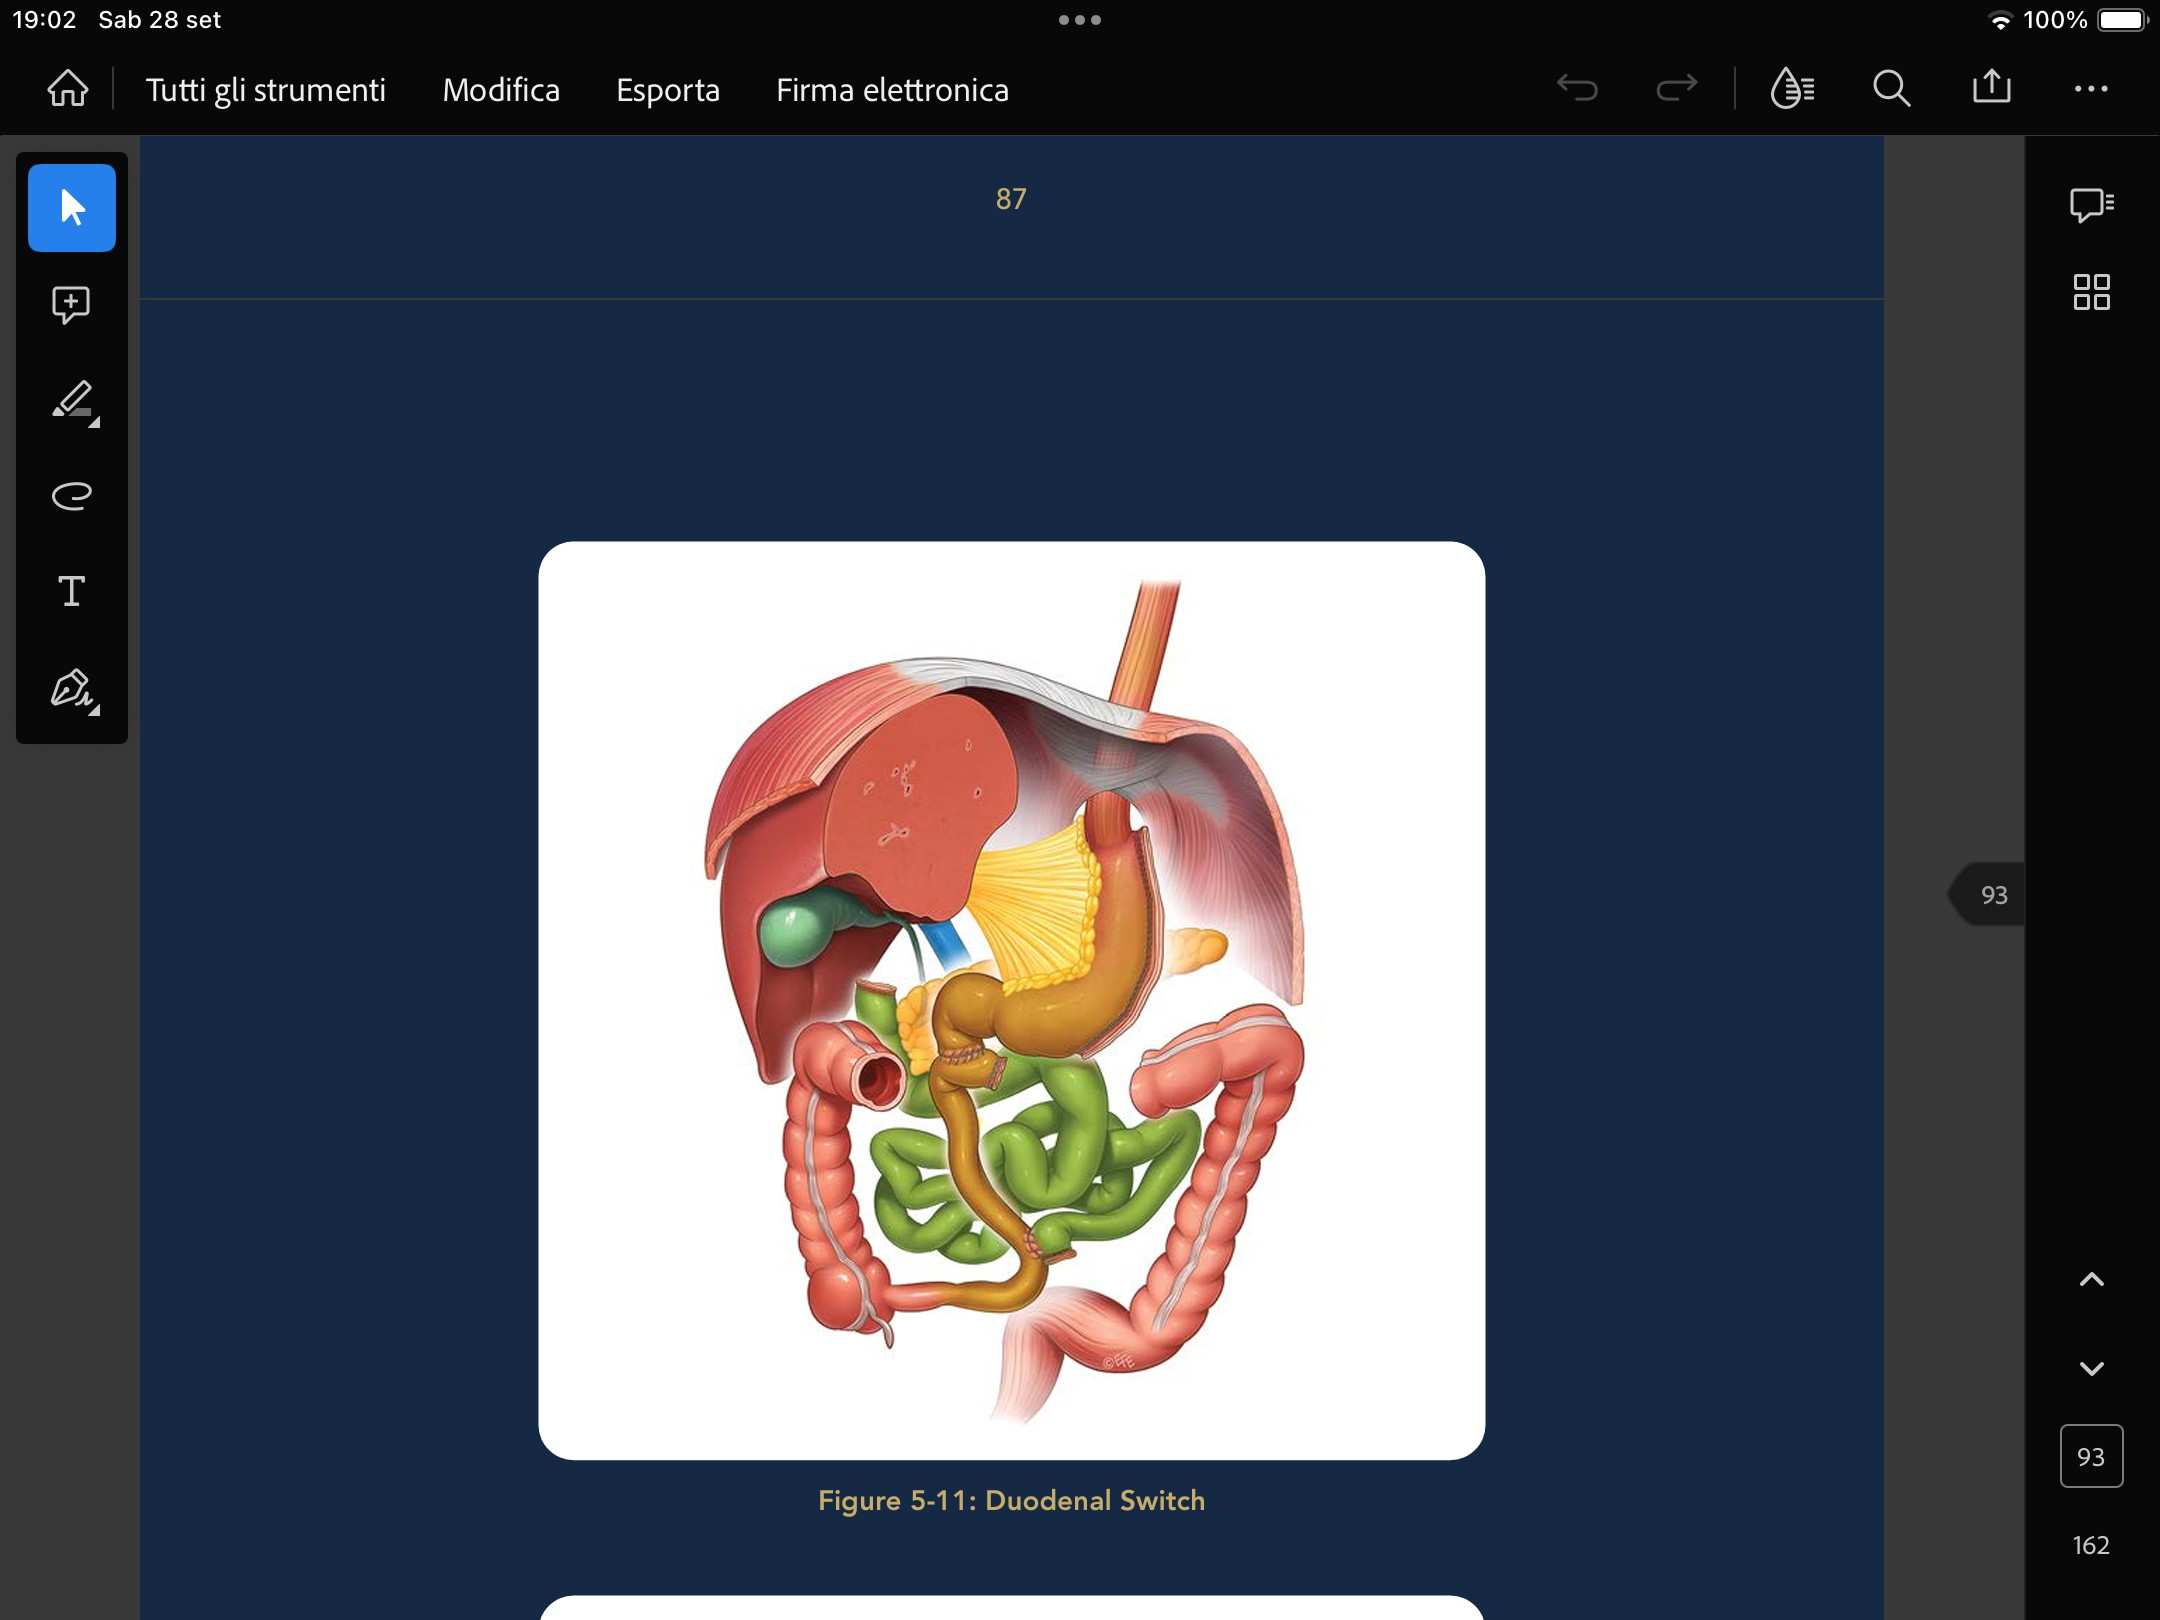 19:02 Sab 28 set
100%
Tutti gli strumenti Modifica Esporta Firma elettronica
87
T
93
©EFE
Figure 5-11: Duodenal Switch
93
162